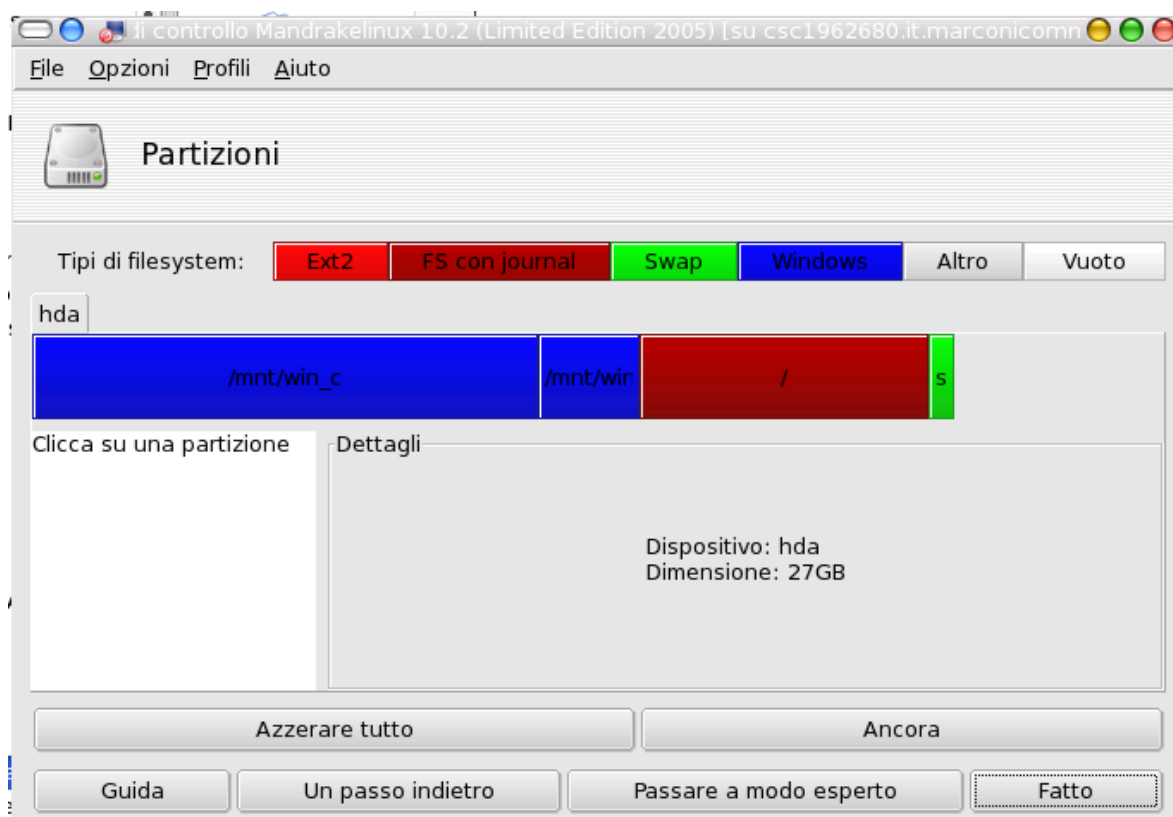 di controllo Mandrakelinux 10.2 (Limited Edition 2005) [su csc1962680.it.marconicomn
File Opzioni Profili Aiuto
Partizioni
Tipi di filesystem: Ext2 FS con journal Swap Windows Altro Vuoto
hda
/mnt/win_c /mnt/win / s
Clicca su una partizione
Dettagli
Dispositivo: hda
Dimensione: 27GB
Azzerare tutto Ancora
Guida Un passo indietro Passare a modo esperto Fatto